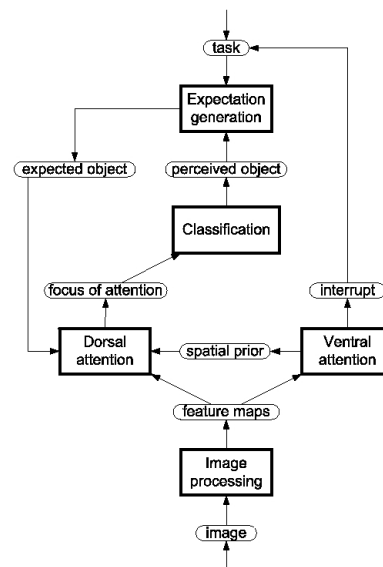 task
Expectation
generation
expected object
perceived object
Classification
focus of attention
interrupt
Dorsal
attention
spatial prior
Ventral
attention
feature maps
Image
processing
image